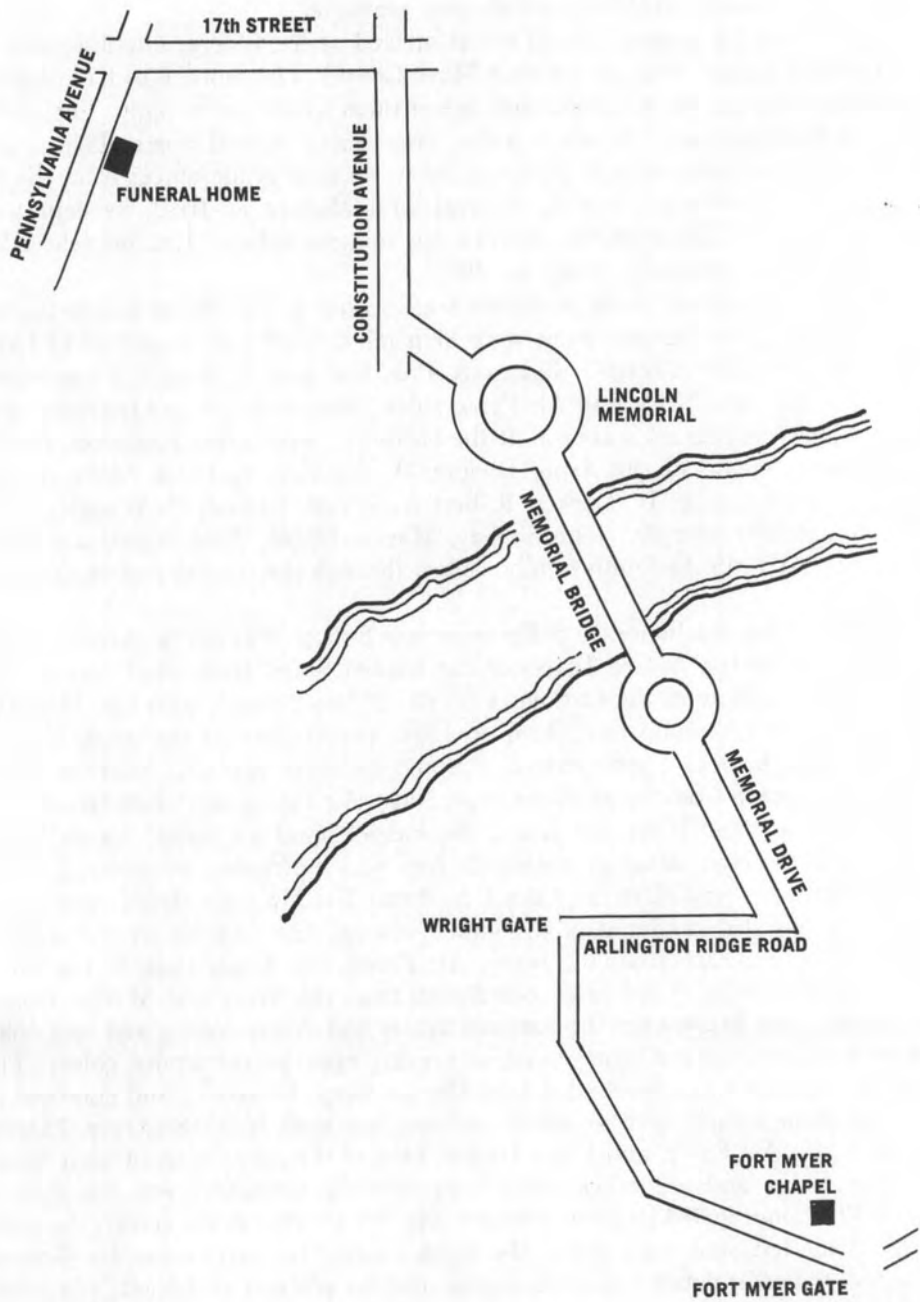 17th STREET
PENNSYLVANIA AVENUE
FUNERAL HOME
CONSTITUTION AVENUE
LINCOLN
MEMORIAL
MEMORIAL BRIDGE
MEMORIAL DRIVE
WRIGHT GATE
ARLINGTON RIDGE ROAD
FORT MYER
CHAPEL
FORT MYER GATE